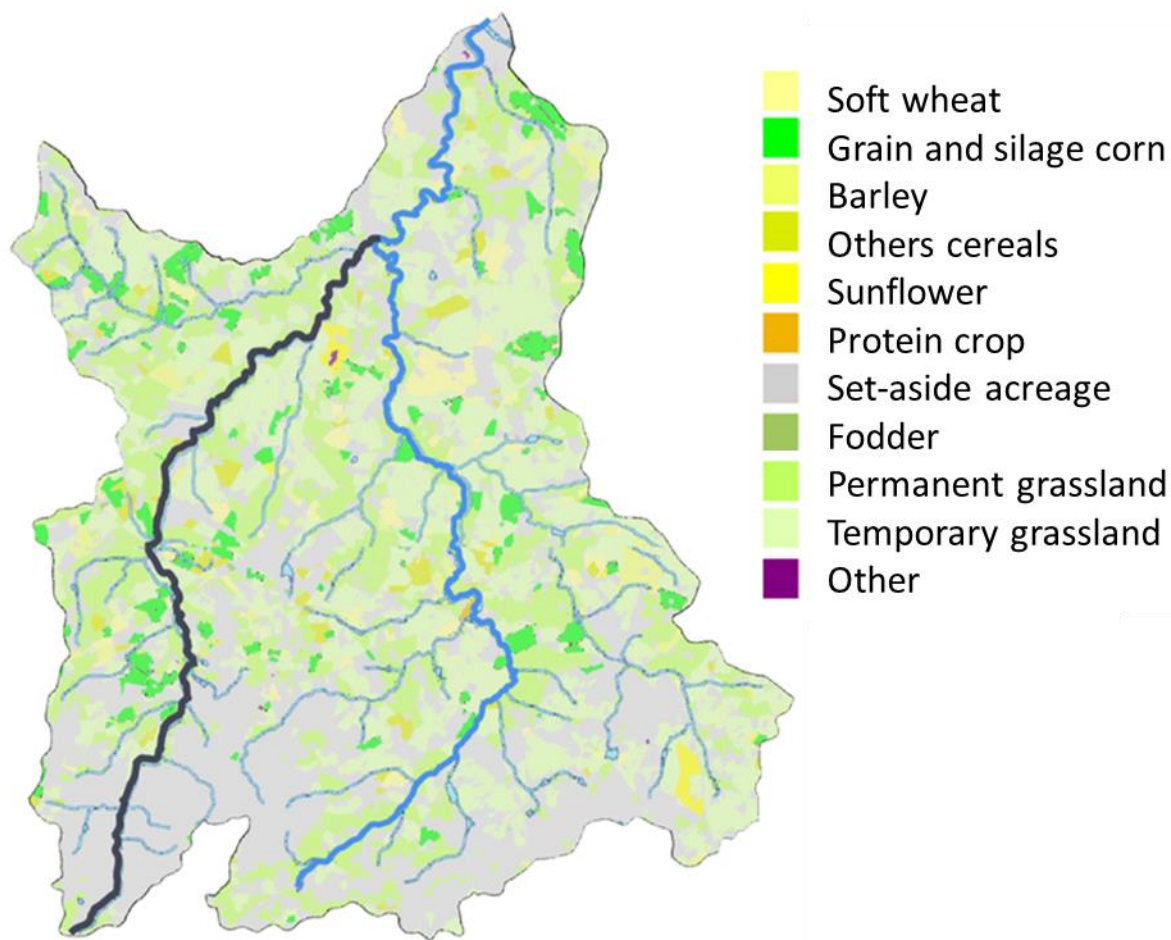 Soft wheat
Grain and silage corn
Barley
Others cereals
Sunflower
Protein crop
Set-aside acreage
Fodder
Permanent grassland
Temporary grassland
Other